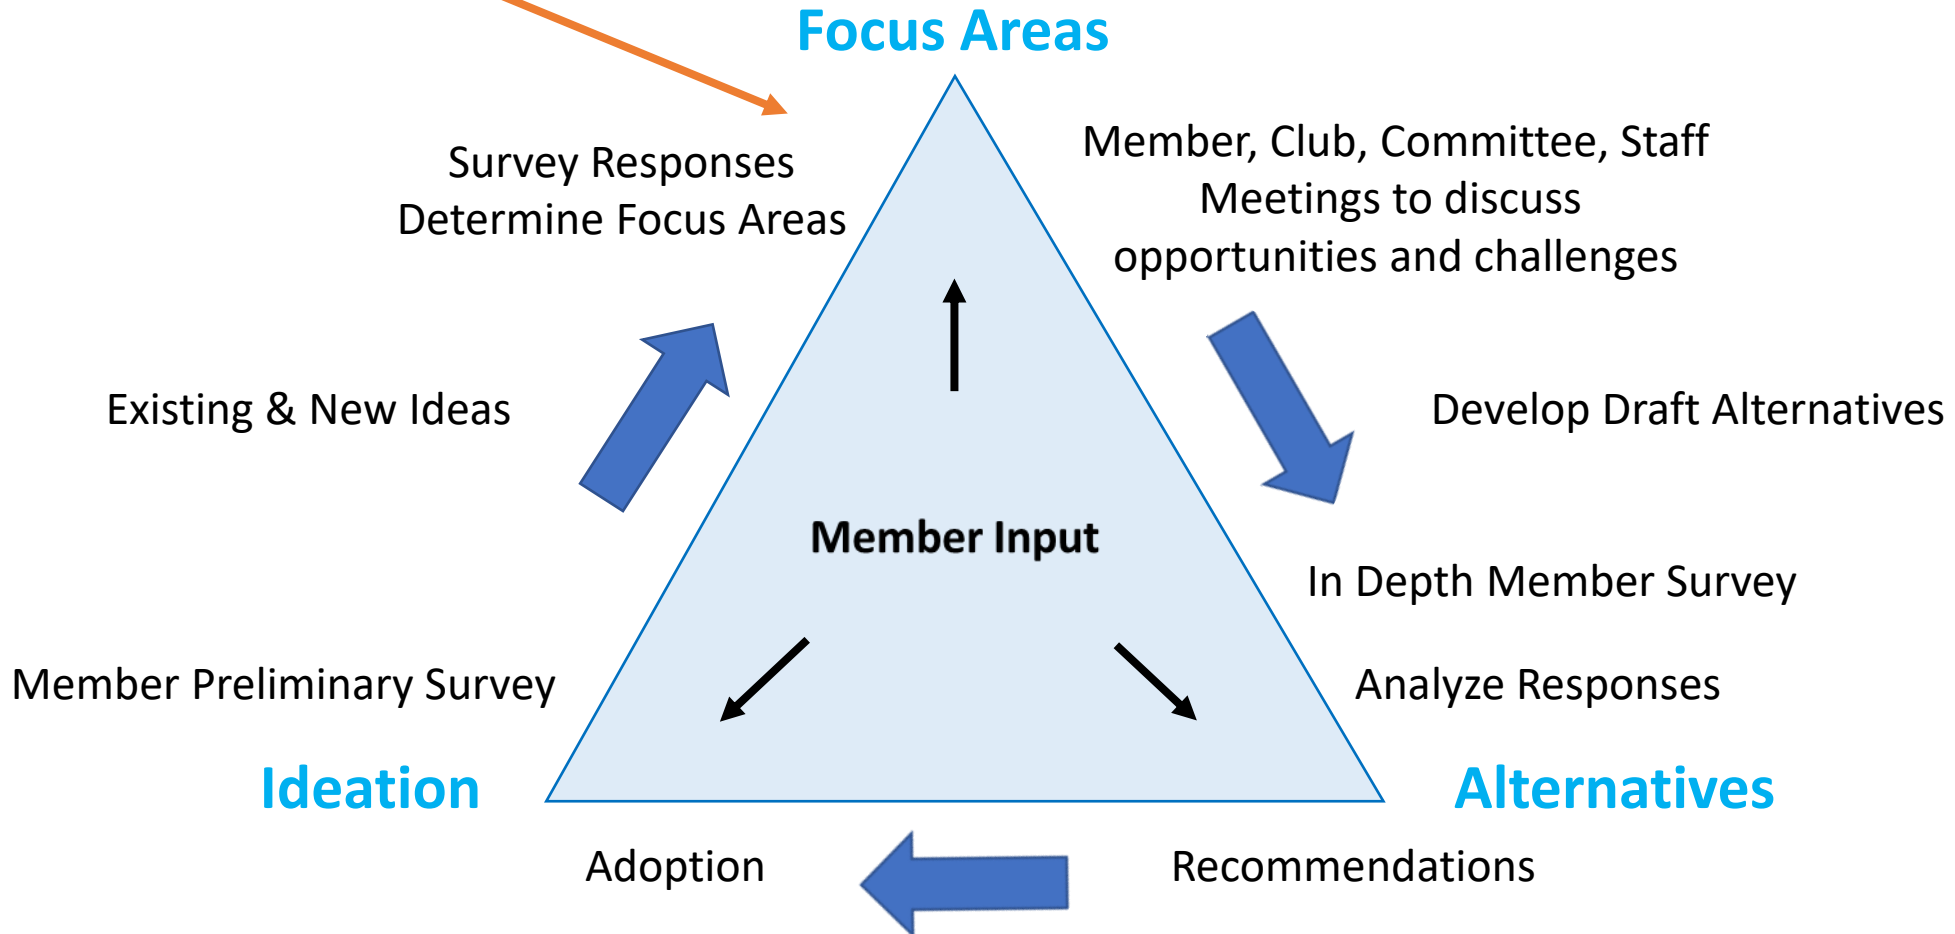 Focus Areas
Survey Responses
Determine Focus Areas
Member, Club, Committee, Staff
Meetings to discuss
opportunities and challenges
Existing & New Ideas
Develop Draft Alternatives
Member Input
In Depth Member Survey
Member Preliminary Survey
Analyze Responses
Ideation
Alternatives
Adoption
Recommendations